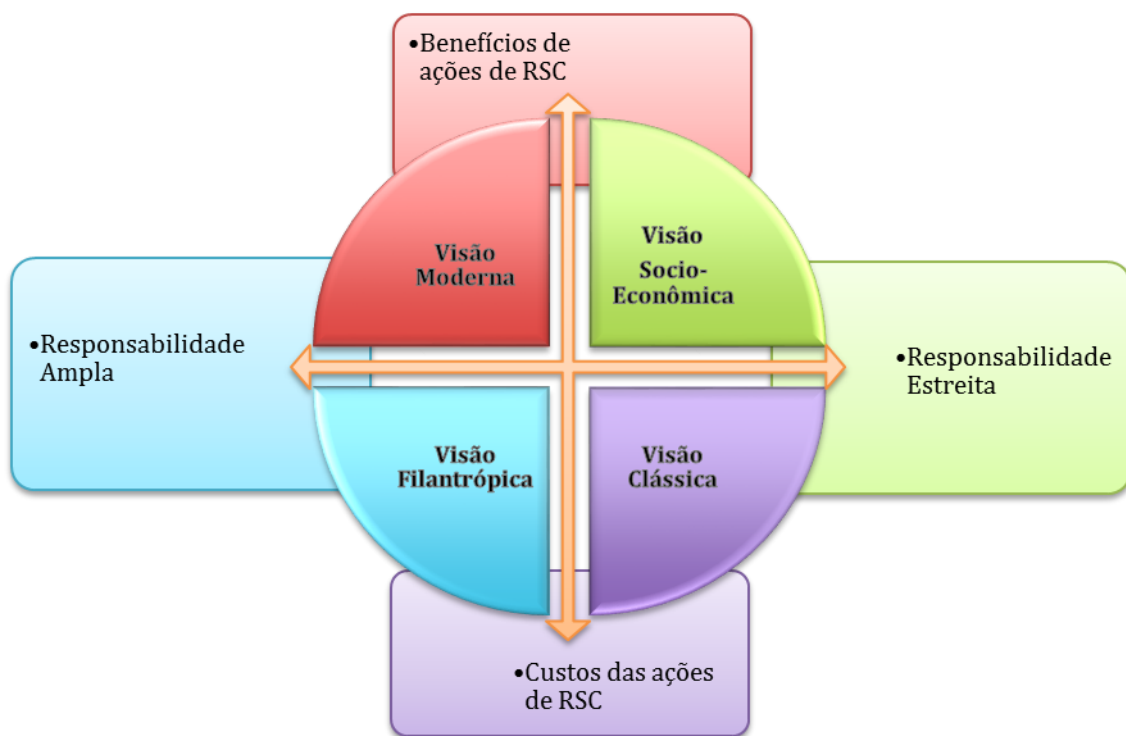 •Benefícios de
ações de RSC
Visão
Moderna
Visão
Socio-
Econômica
•Responsabilidade
Ampla
•Responsabilidade
Estreita
Visão
Filantrópica
Visão
Clássica
•Custos das ações
de RSC